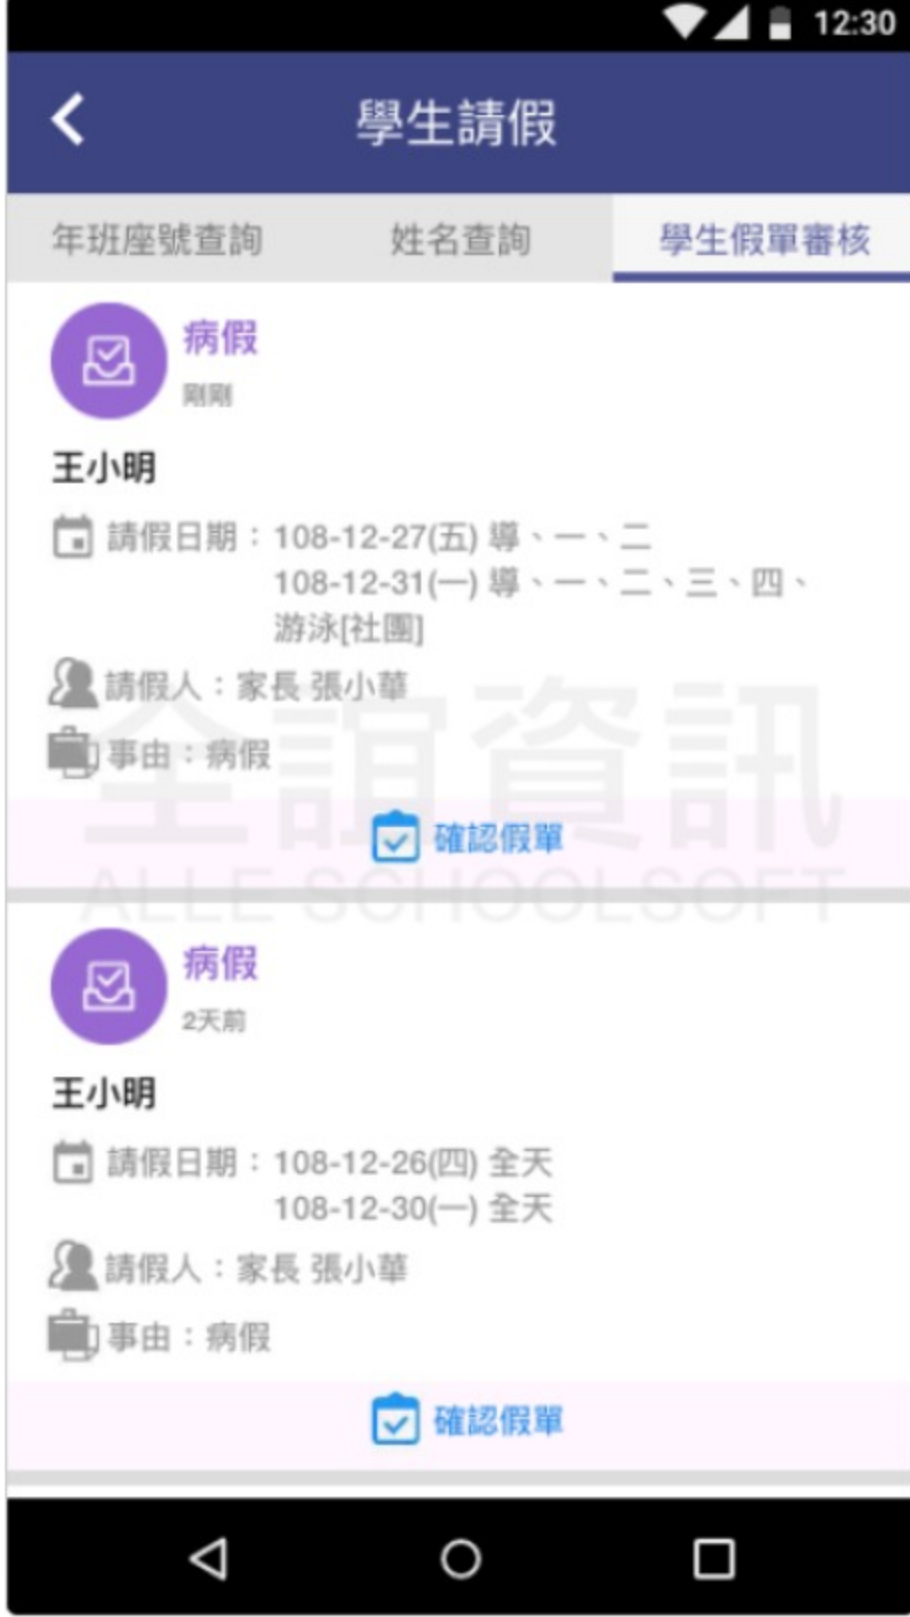 12:30
學生請假
年班座號查詢 姓名查詢 學生假單審核
病假
剛剛
王小明
請假日期：108-12-27(五) 導、一、二
108-12-31(一) 導、一、二、三、四、
游泳[社團]
請假人：家長 張小華
事由：病假
確認假單
全誼資訊
ALLE SCHOOLSOFT
病假
2天前
王小明
請假日期：108-12-26(四) 全天
108-12-30(一) 全天
請假人：家長 張小華
事由：病假
確認假單